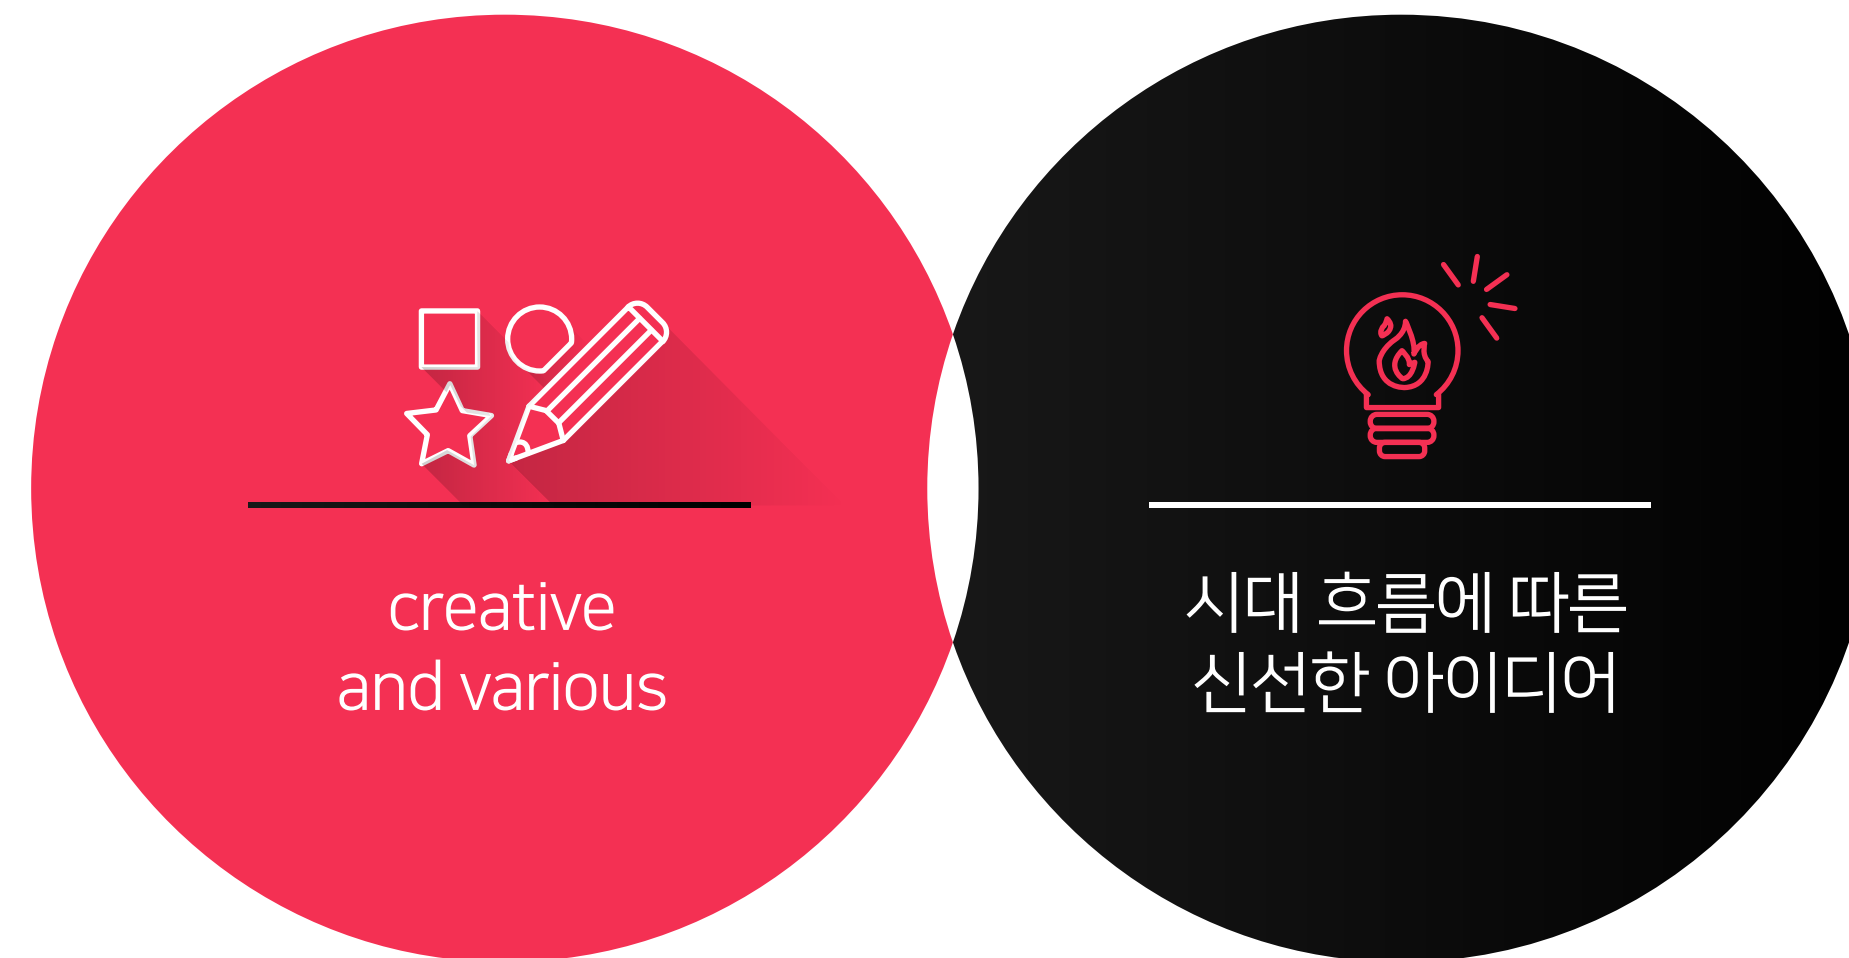 creative
and various
시대 흐름에 따른
신선한 아이디어